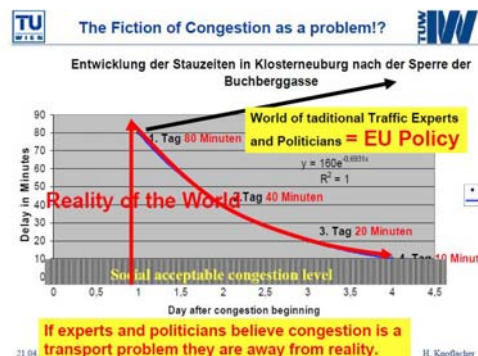 TU
WIEN
The Fiction of Congestion as a problem!?
TUW
IW
Entwicklung der Stauzeiten in Klosterneuburg nach der Sperre der
Buchberggasse
World of taditional Traffic Experts
and Politicians = EU Policy
Delay in Minutes
90
80
70
60
50
40
30
20
10
0
1. Tag 80 Minuten
y = 160e
R² = 1
Reality of the World
2. Tag 40 Minuten
3. Tag 20 Minuten
4. Tag 10 Minut
Social acceptable congestion level
0 0,5 1 1,5 2 2,5 3 3,5 4 4,5
Day after congestion beginning
If experts and politicians believe congestion is a
transport problem they are away from reality.
21.04
H. Knoflacher